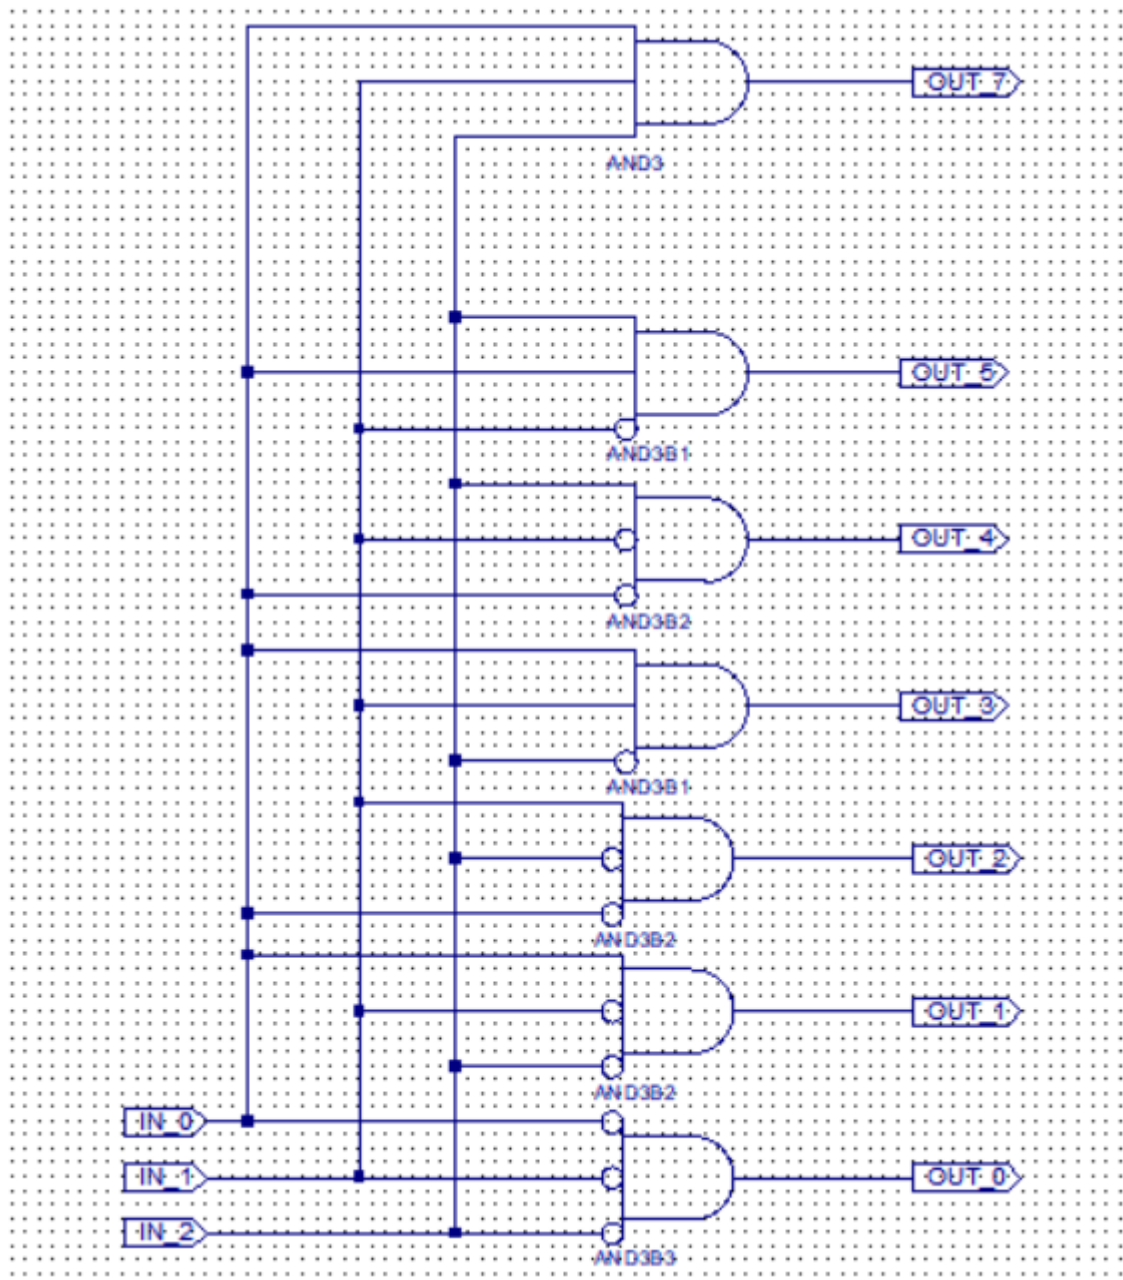 OUT_7
AND3
OUT_5
AND3B1
OUT_4
AND3B2
OUT_3
AND3B1
OUT_2
AND3B2
OUT_1
AND3B2
IN_0
IN_1
OUT_0
IN_2
AND3B3